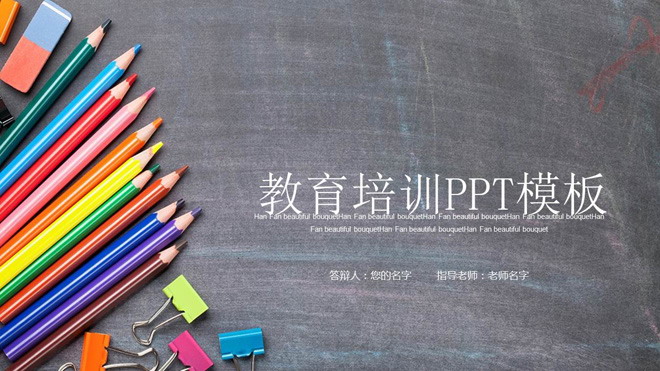 教育培训PPT模板
Han Fan beautiful bouquetHan Fan beautiful bouquetHan Fan beautiful bouquetHan Fan beautiful bouquetHan
Fan beautiful bouquetHan Fan beautiful bouquetHan Fan beautiful bouquet
答辩人：您的名字 指导老师：老师名字